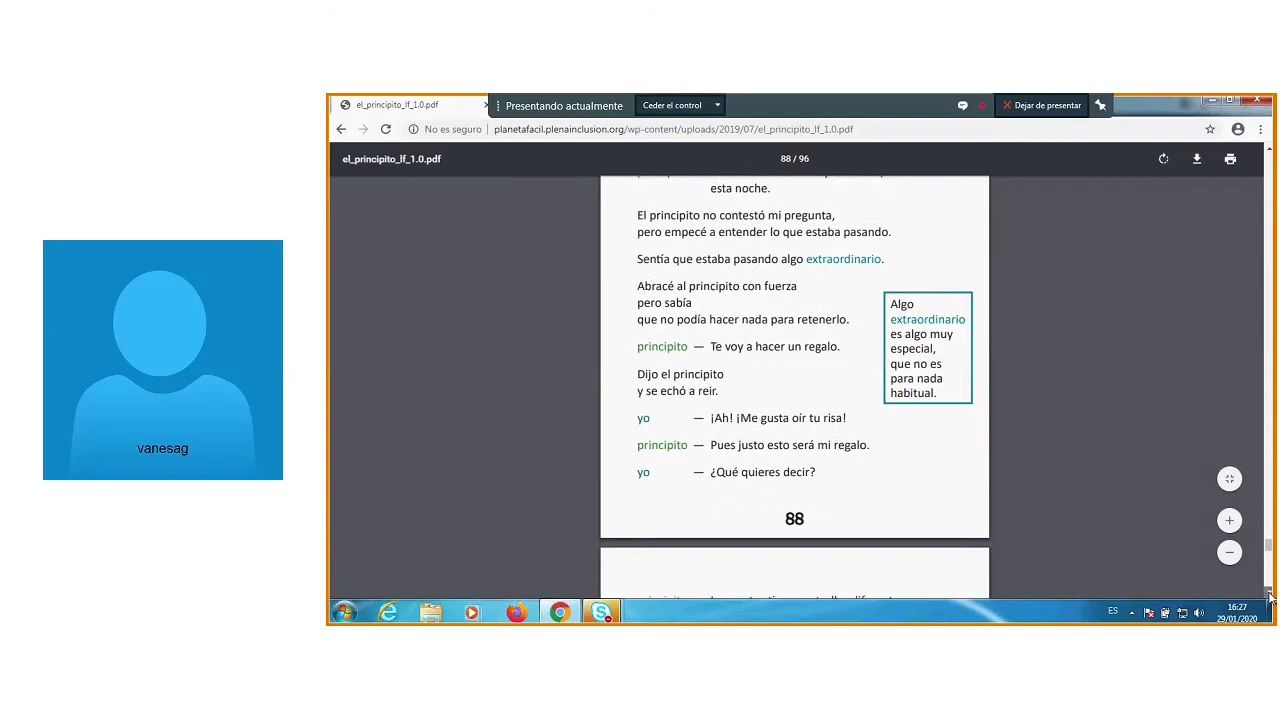 el_principito_lf_1.0.pdf
Presentando actualmente
Ceder el control
Dejar de presentar
No es seguro
planetafacil.plenainclusion.org/wp-content/uploads/2019/07/el_principito_lf_1.0.pdf
el_principito_lf_1.0.pdf
88 / 96
esta noche.
El principito no contestó mi pregunta,
pero empecé a entender lo que estaba pasando.
Sentía que estaba pasando algo extraordinario.
Abracé al principito con fuerza
pero sabía
que no podía hacer nada para retenerlo.
principito — Te voy a hacer un regalo.
Dijo el principito
y se echó a reir.
yo — ¡Ah! ¡Me gusta oír tu risa!
principito — Pues justo esto será mi regalo.
yo — ¿Qué quieres decir?
Algo
extraordinario
es algo muy
especial,
que no es
para nada
habitual.
88
vanesag
ES
16:27
29/01/2020